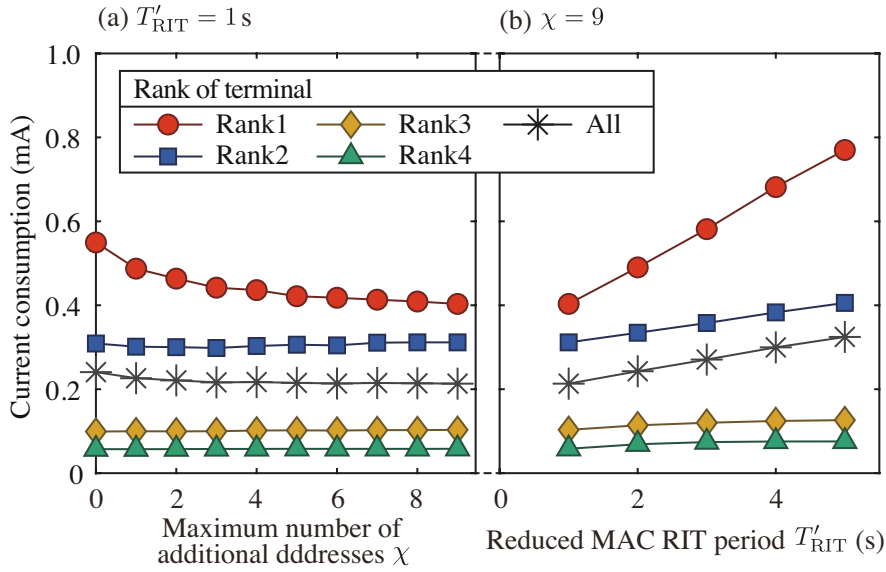 (a) T′RIT = 1 s
(b) χ = 9
Current consumption (mA)
1.0
0.8
0.6
0.4
0.2
0
Rank of terminal
Rank1 Rank3 All
Rank2 Rank4
0 2 4 6 8
0 2 4
Maximum number of
additional dddresses χ
Reduced MAC RIT period T′RIT (s)